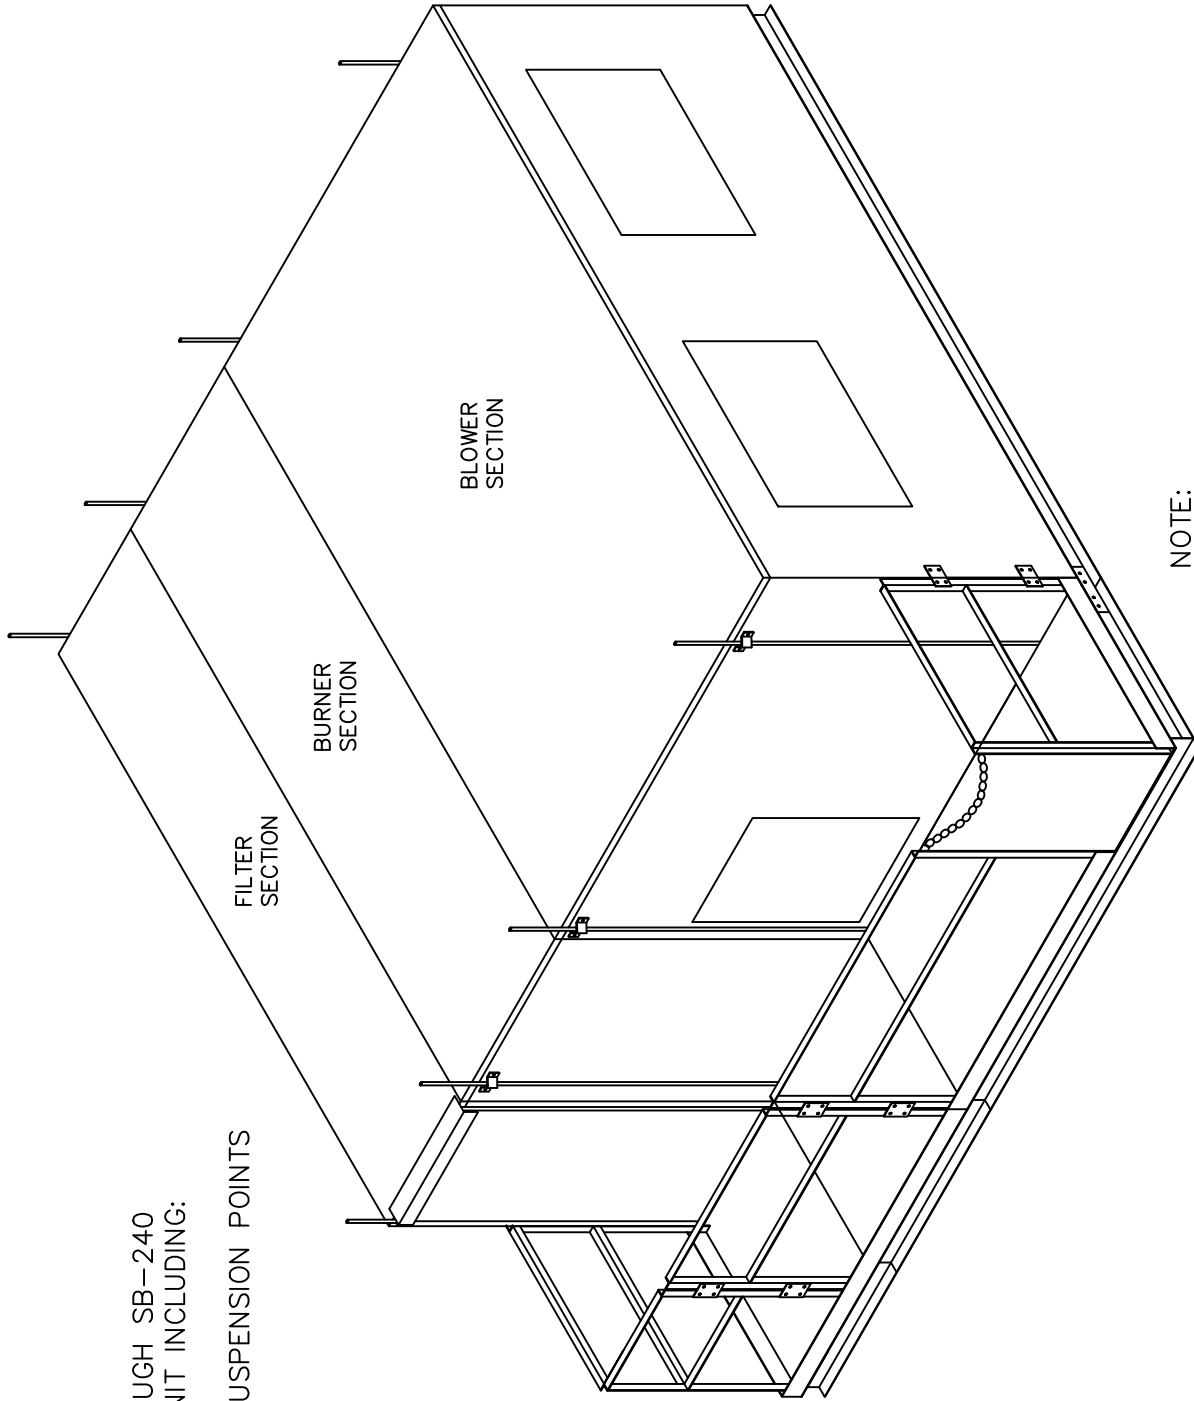 UGH SB-240
NIT INCLUDING:
USPENSION POINTS
FILTER
SECTION
BURNER
SECTION
BLOWER
SECTION
NOTE: